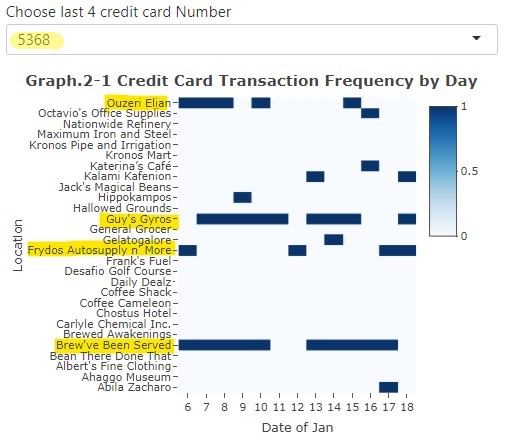 Choose last 4 credit card Number
5368
Graph.2-1 Credit Card Transaction Frequency by Day
Location
Ouzeri Elian
Octavio's Office Supplies
Nationwide Refinery
Maximum Iron and Steel
Kronos Pipe and Irrigation
Kronos Mart
Katerina's Café
Kalami Kafenion
Jack's Magical Beans
Hippokampos
Hallowed Grounds
Guy's Gyros
General Grocer
Gelatogalore
Frydos Autosupply n' More
Frank's Fuel
Desafio Golf Course
Daily Dealz
Coffee Shack
Coffee Cameleon
Chostus Hotel
Carlyle Chemical Inc.
Brewed Awakenings
Brew've Been Served
Bean There Done That
Albert's Fine Clothing
Ahaggo Museum
Abila Zacharo
6 7 8 9 10 11 12 13 14 15 16 17 18
Date of Jan
1
0.5
0